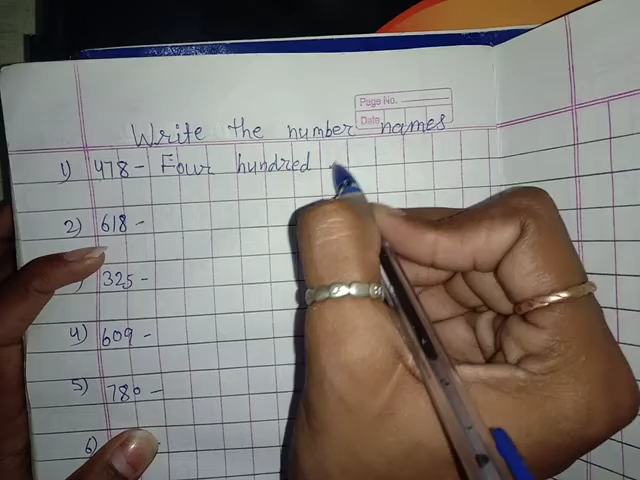 Page No.
Date
Write the number names
1) 478 - Four hundred
2) 618 -
) 325 -
4) 609 -
5) 780 -
6)